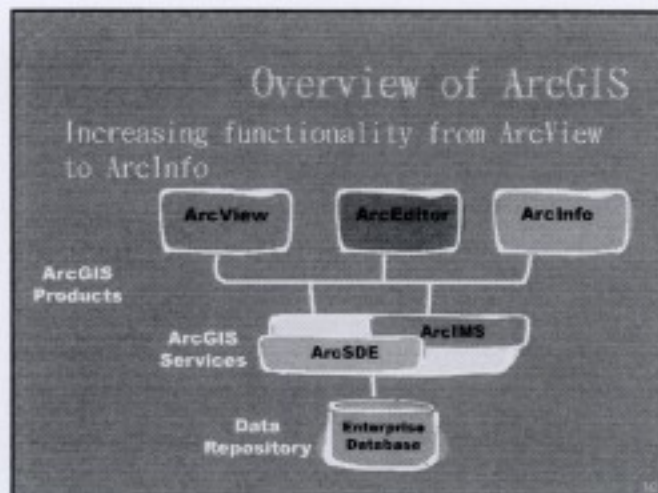 Overview of ArcGIS
Increasing functionality from ArcView
to ArcInfo
ArcView
ArcEditor
ArcInfo
ArcGIS
Products
ArcGIS
Services
ArcIMS
ArcSDE
Data
Repository
Enterprise
Database